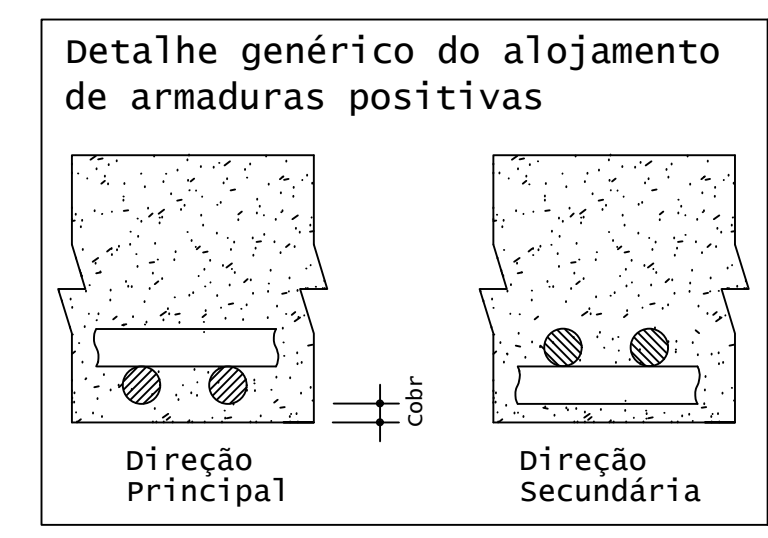 Detalhe genérico do alojamento
de armaduras positivas
Cobr
Direção
Principal
Direção
Secundária